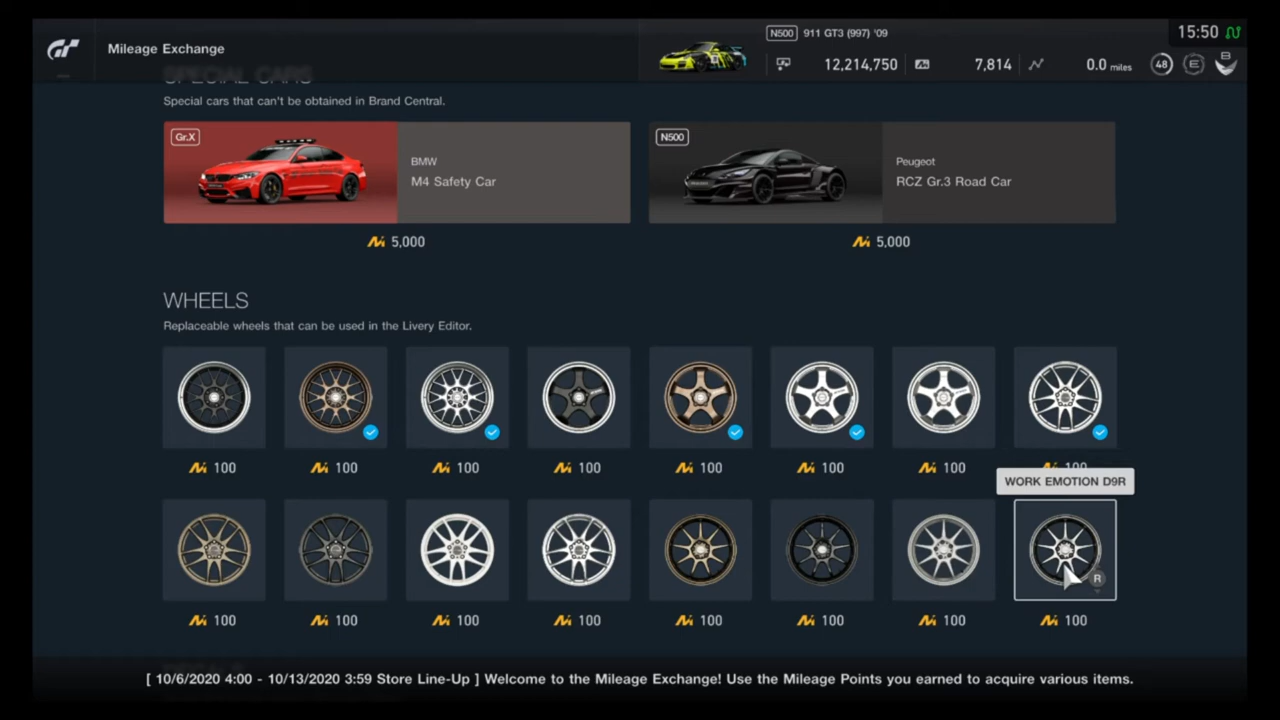 N500 911 GT3 (997) '09
15:50
GT
Mileage Exchange
12,214,750
7,814
0.0 miles
48
E
B
SPECIAL CARS
Special cars that can't be obtained in Brand Central.
Gr.X
BMW
M4 Safety Car
N500
Peugeot
RCZ Gr.3 Road Car
5,000
5,000
WHEELS
Replaceable wheels that can be used in the Livery Editor.
100 100 100 100 100 100 100 100
WORK EMOTION D9R
R
100 100 100 100 100 100 100 100
[ 10/6/2020 4:00 - 10/13/2020 3:59 Store Line-Up ] Welcome to the Mileage Exchange! Use the Mileage Points you earned to acquire various items.